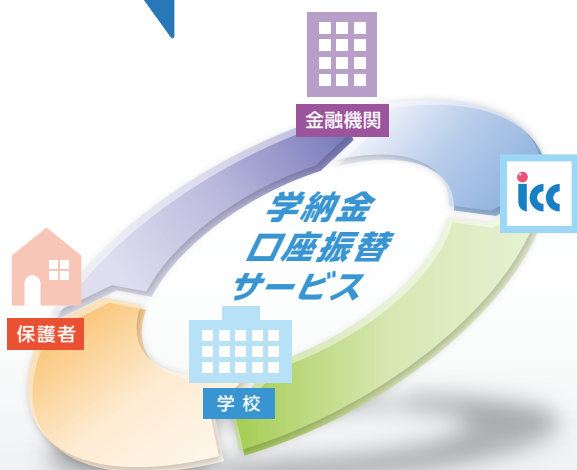 金融機関
icc
学納金
口座振替
サービス
保護者
学校